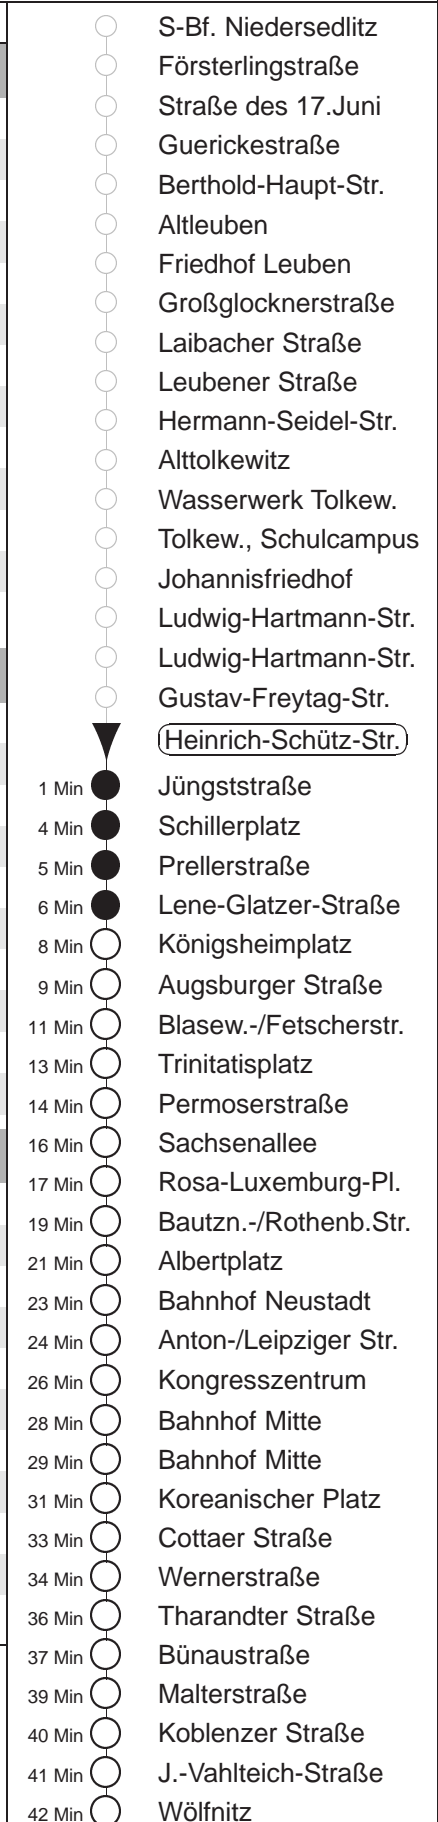 S-Bf. Niedersedlitz
Försterlingstraße
Straße des 17.Juni
Guerickestraße
Berthold-Haupt-Str.
Altleuben
Friedhof Leuben
Großglocknerstraße
Laibacher Straße
Leubener Straße
Hermann-Seidel-Str.
Alttolkewitz
Wasserwerk Tolkew.
Tolkew., Schulcampus
Johannisfriedhof
Ludwig-Hartmann-Str.
Ludwig-Hartmann-Str.
Gustav-Freytag-Str.
Heinrich-Schütz-Str.
1 Min Jüngststraße
4 Min Schillerplatz
5 Min Prellerstraße
6 Min Lene-Glatzer-Straße
8 Min Königsheimplatz
9 Min Augsburger Straße
11 Min Blasew.-/Fetscherstr.
13 Min Trinitatisplatz
14 Min Permoserstraße
16 Min Sachsenallee
17 Min Rosa-Luxemburg-Pl.
19 Min Bautzn.-/Rothenb.Str.
21 Min Albertplatz
23 Min Bahnhof Neustadt
24 Min Anton-/Leipziger Str.
26 Min Kongresszentrum
28 Min Bahnhof Mitte
29 Min Bahnhof Mitte
31 Min Koreanischer Platz
33 Min Cottaer Straße
34 Min Wernerstraße
36 Min Tharandter Straße
37 Min Bünaustraße
39 Min Malterstraße
40 Min Koblenzer Straße
41 Min J.-Vahlteich-Straße
42 Min Wölfnitz